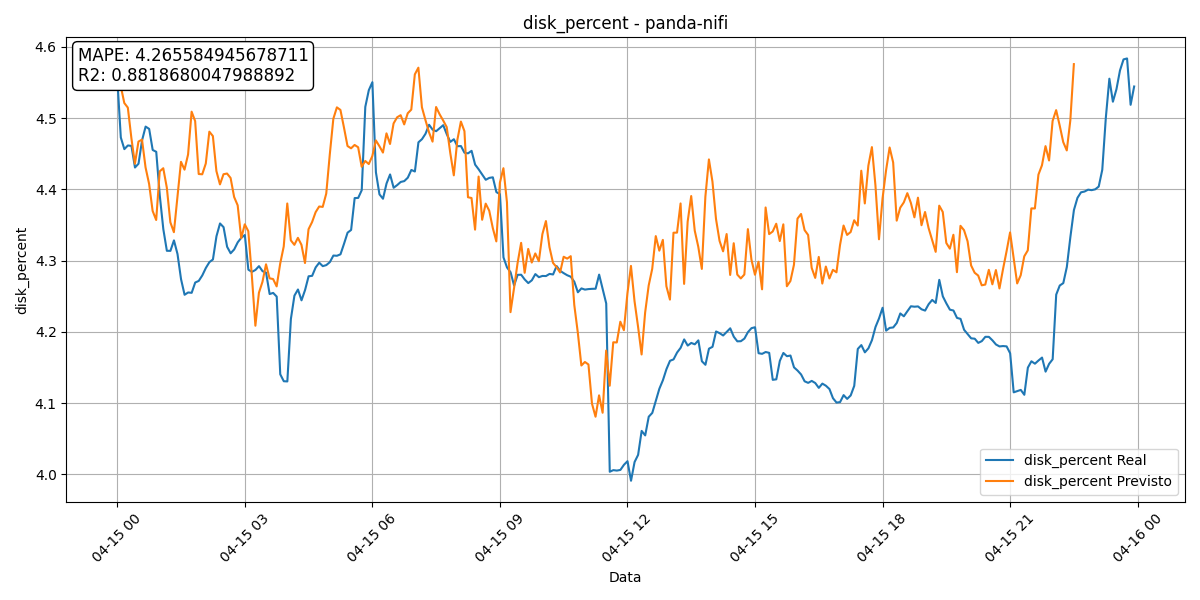 disk_percent - panda-nifi
MAPE: 4.265584945678711
R2: 0.8818680047988892
disk_percent
4.6
4.5
4.4
4.3
4.2
4.1
4.0
disk_percent Real
disk_percent Previsto
04-15 00
04-15 03
04-15 06
04-15 09
04-15 12
04-15 15
04-15 18
04-15 21
04-16 00
Data